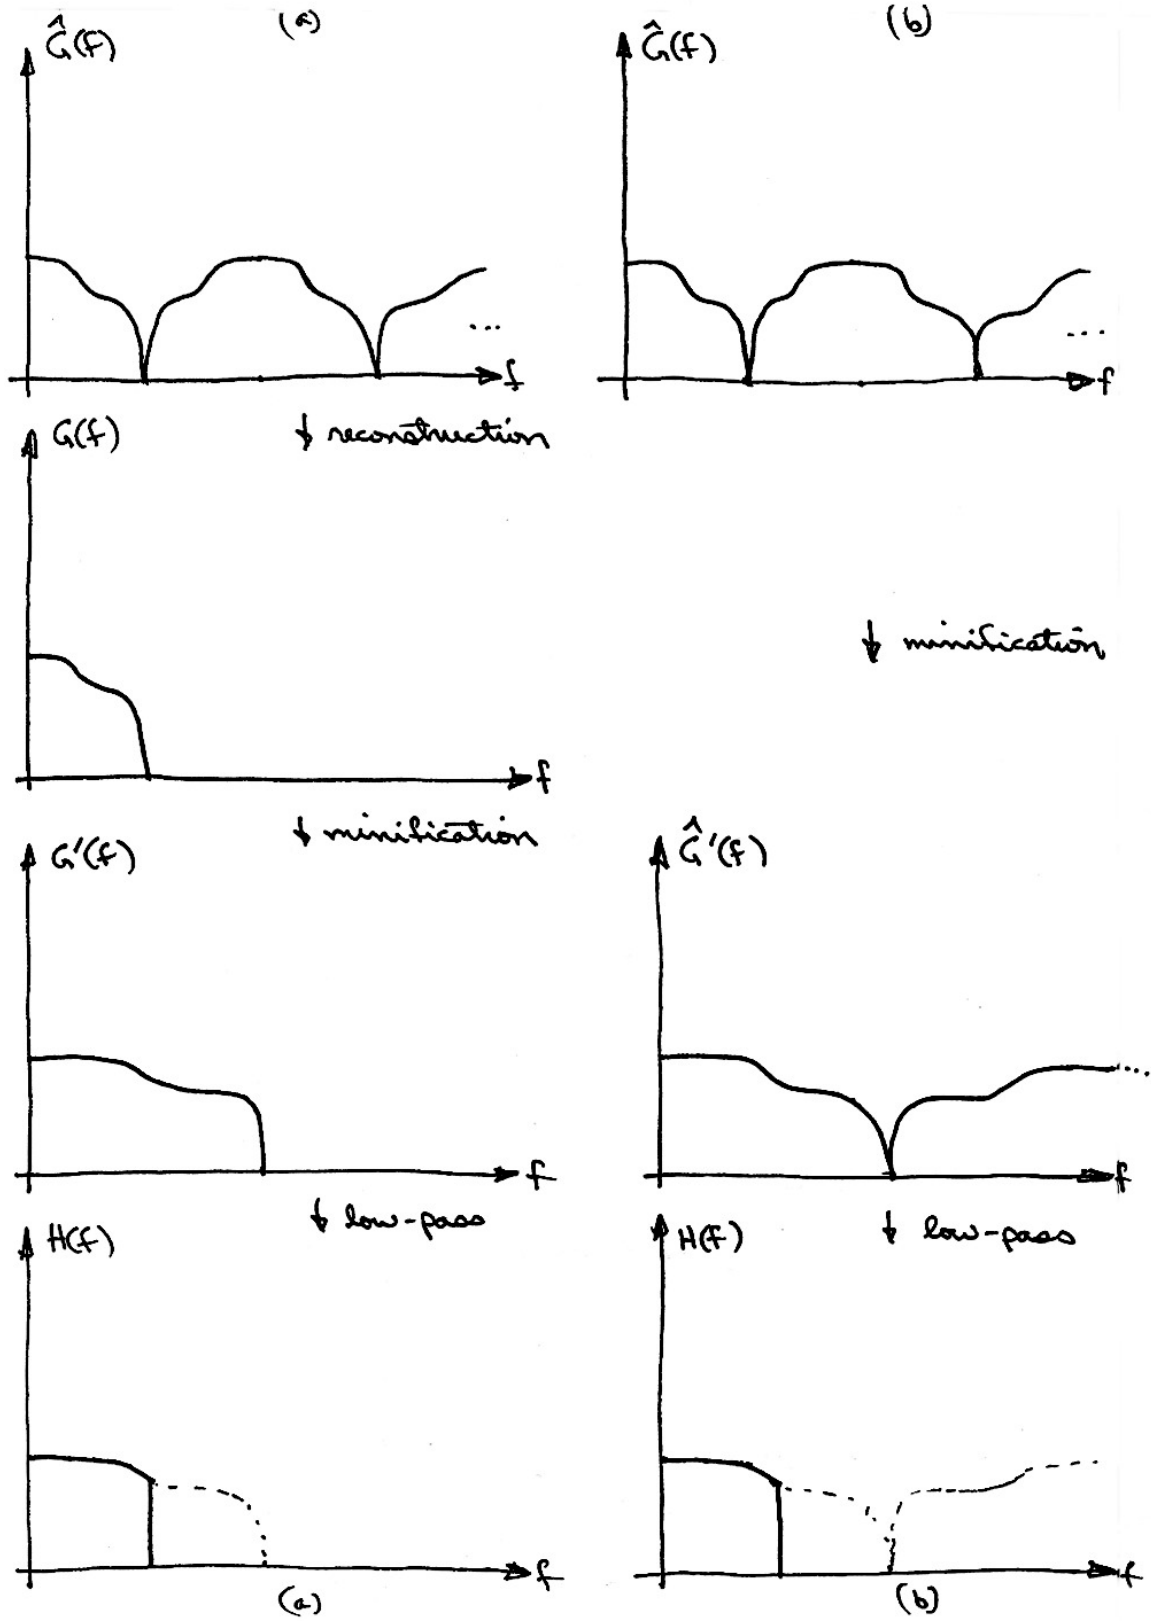 (a)
Ĝ(f)
f
↓ reconstruction
G(f)
f
↓ minification
G'(f)
f
↓ low-pass
H(f)
f
(a)
(b)
Ĝ(f)
...
f
↓ minification
Ĝ'(f)
...
f
↓ low-pass
H(f)
f
(b)